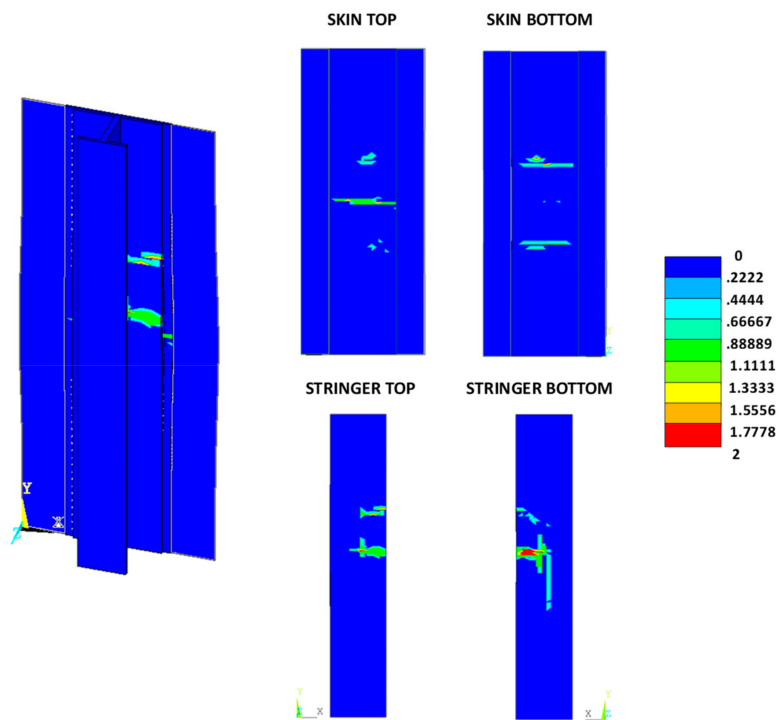 SKIN TOP
SKIN BOTTOM
0
.2222
.4444
.66667
.88889
1.1111
1.3333
1.5556
1.7778
2
STRINGER TOP
STRINGER BOTTOM
Y
X
Z
Z
Y
Z X
Y
X Z